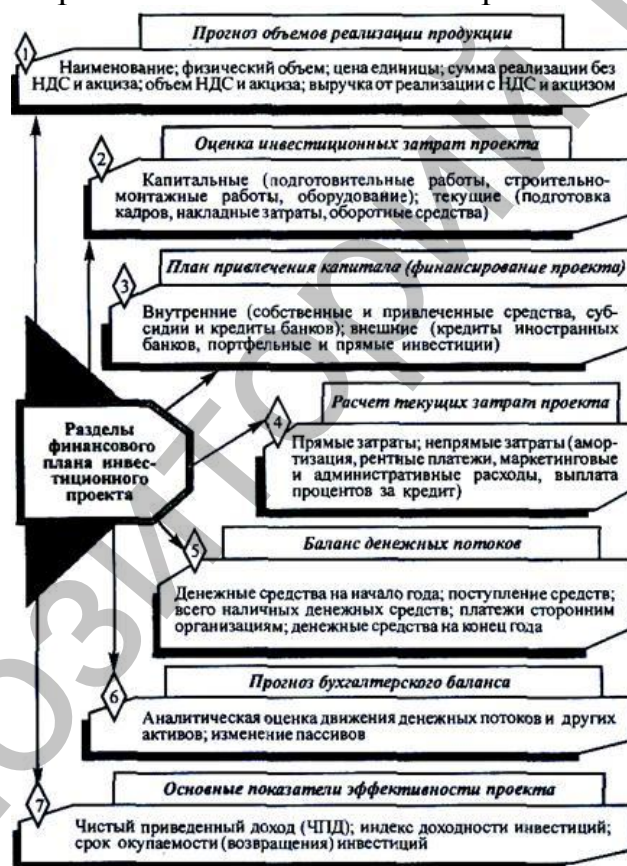 1
Прогноз объемов реализации продукции
Наименование; физический объем; цена единицы; сумма реализации без
НДС и акциза; объем НДС и акциза; выручка от реализации с НДС и акцизом
2
Оценка инвестиционных затрат проекта
Капитальные (подготовительные работы, строительно-
монтажные работы, оборудование); текущие (подготовка
кадров, накладные затраты, оборотные средства)
3
План привлечения капитала (финансирование проекта)
Внутренние (собственные и привлеченные средства, суб-
сидии и кредиты банков); внешние (кредиты иностранных
банков, портфельные и прямые инвестиции)
Разделы
финансового
плана инвес-
тиционного
проекта
4
Расчет текущих затрат проекта
Прямые затраты; непрямые затраты (амор-
тизация, рентные платежи, маркетинговые
и административные расходы, выплата
процентов за кредит)
5
Баланс денежных потоков
Денежные средства на начало года; поступление средств;
всего наличных денежных средств; платежи сторонним
организациям; денежные средства на конец года
6
Прогноз бухгалтерского баланса
Аналитическая оценка движения денежных потоков и других
активов; изменение пассивов
7
Основные показатели эффективности проекта
Чистый приведенный доход (ЧПД); индекс доходности инвестиций;
срок окупаемости (возвращения) инвестиций